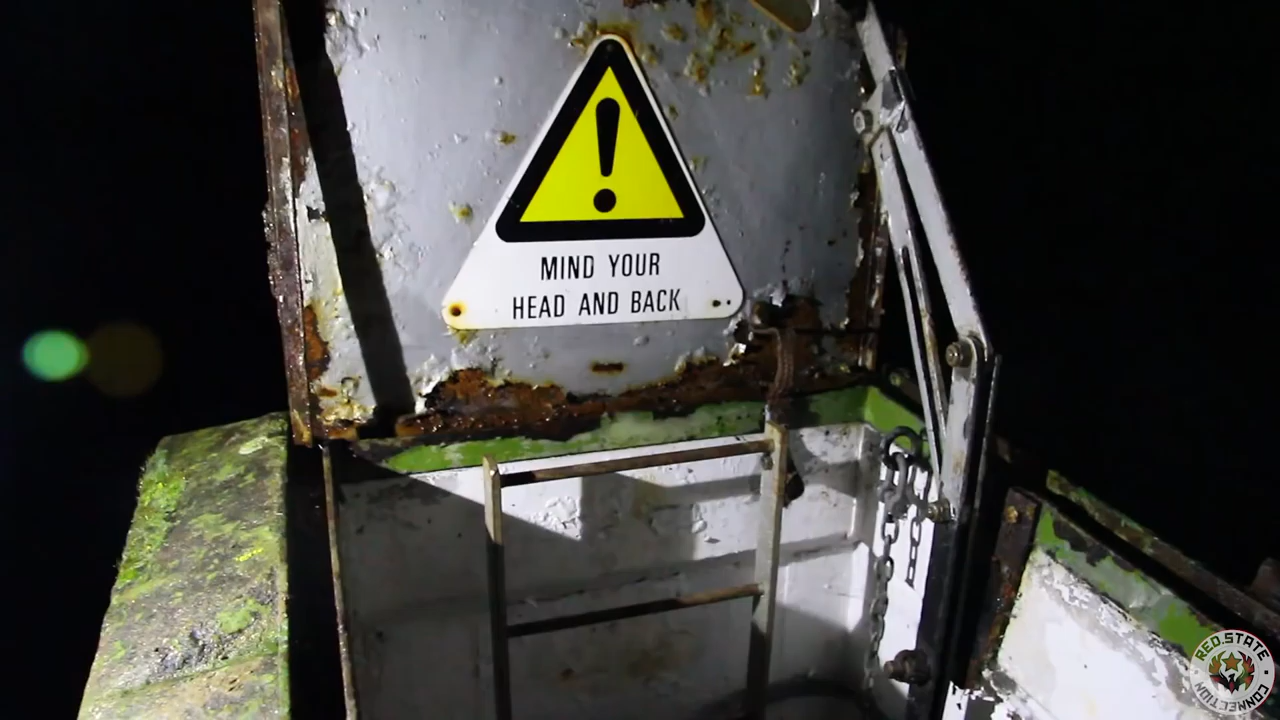 !
MIND YOUR
HEAD AND BACK
RED.STATE
CONNECTION